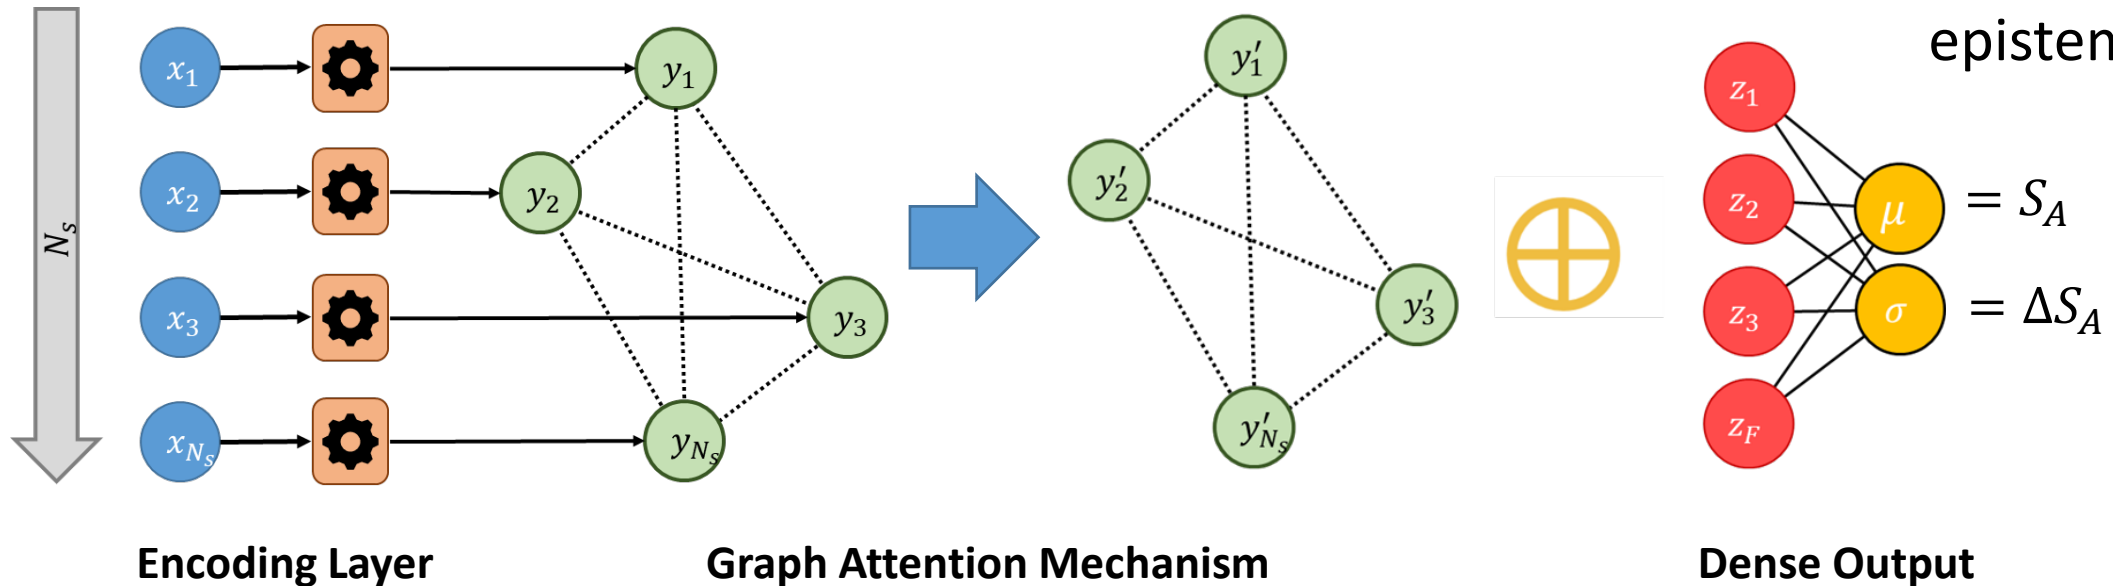 episten
N_s
x_1
y_1
y'_1
z_1
x_2
y_2
y'_2
z_2
μ = S_A
x_3
y_3
y'_3
z_3
σ = ΔS_A
x_{N_s}
y_{N_s}
y'_{N_s}
z_F
Encoding Layer
Graph Attention Mechanism
Dense Output